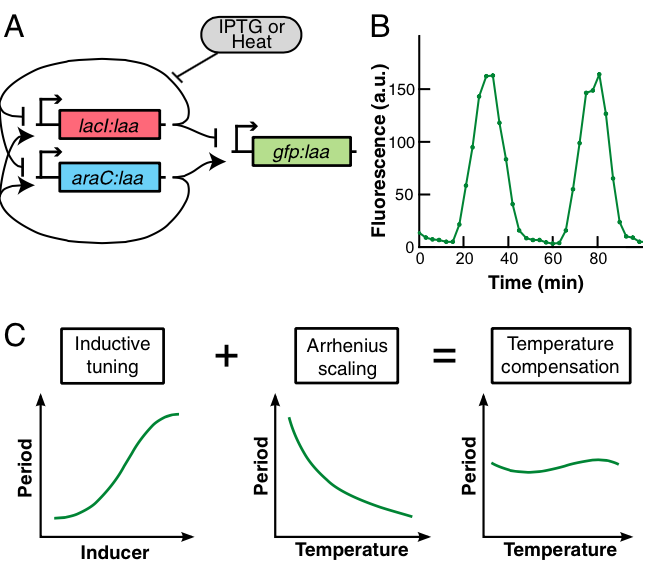 A
IPTG or
Heat
lacI:laa
araC:laa
gfp:laa
B
Fluorescence (a.u.)
150
100
50
0
0 20 40 60 80
Time (min)
C
Inductive
tuning
+
Arrhenius
scaling
=
Temperature
compensation
Period
Inducer
Period
Temperature
Period
Temperature